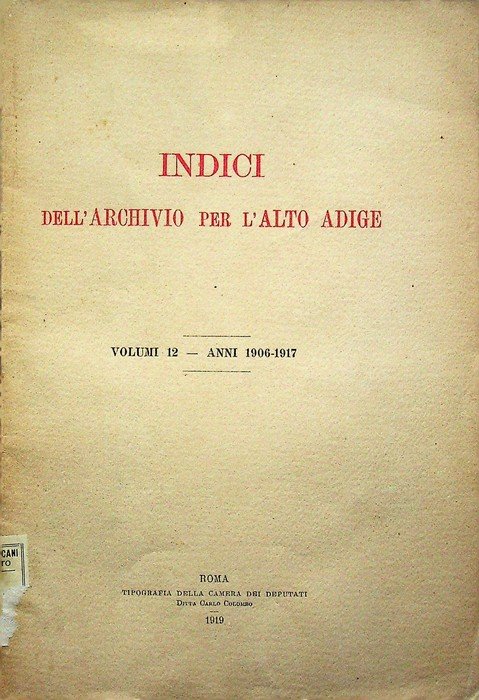 INDICI
DELL'ARCHIVIO PER L'ALTO ADIGE
VOLUMI 12 — ANNI 1906-1917
CANI
ROMA
TIPOGRAFIA DELLA CAMERA DEI DEPUTATI
DITTA CARLO COLOMBO
1919